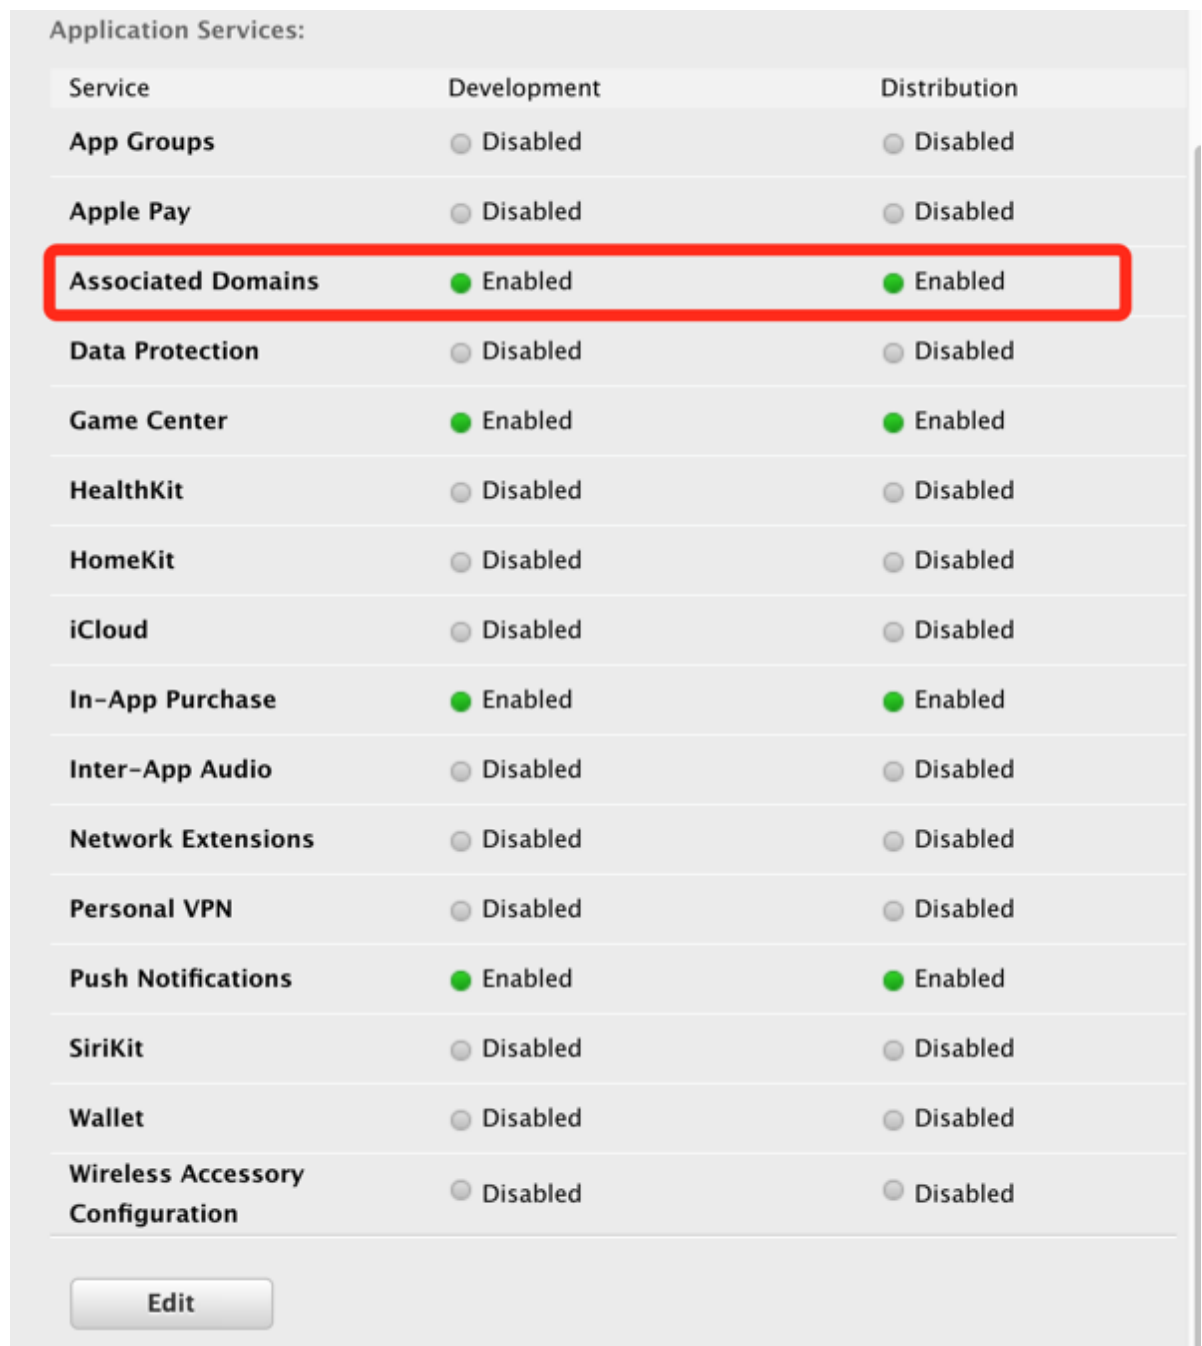 Application Services:
Service Development Distribution
App Groups Disabled Disabled
Apple Pay Disabled Disabled
Associated Domains Enabled Enabled
Data Protection Disabled Disabled
Game Center Enabled Enabled
HealthKit Disabled Disabled
HomeKit Disabled Disabled
iCloud Disabled Disabled
In-App Purchase Enabled Enabled
Inter-App Audio Disabled Disabled
Network Extensions Disabled Disabled
Personal VPN Disabled Disabled
Push Notifications Enabled Enabled
SiriKit Disabled Disabled
Wallet Disabled Disabled
Wireless Accessory
Configuration Disabled Disabled
Edit